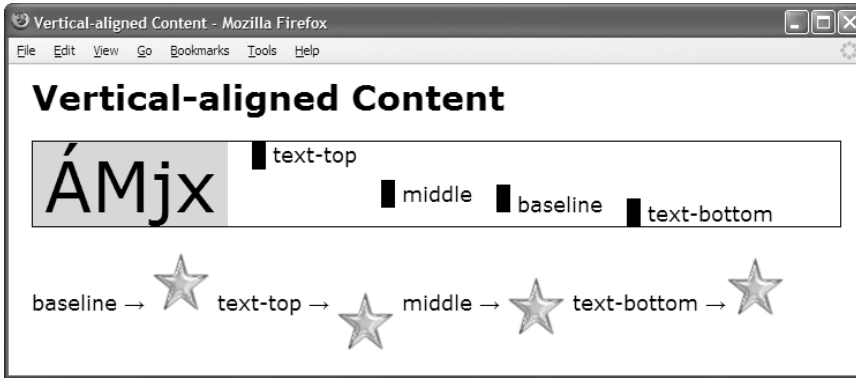 Vertical-aligned Content - Mozilla Firefox
File Edit View Go Bookmarks Tools Help
Vertical-aligned Content
ÁMjx text-top middle baseline text-bottom
baseline → text-top → middle → text-bottom →